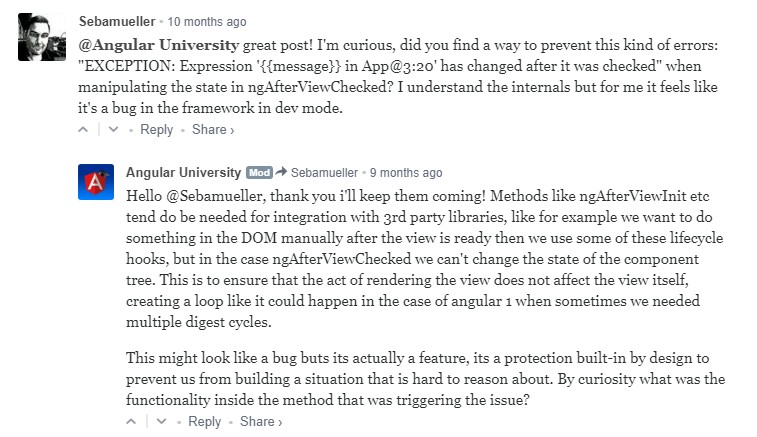 Sebamueller • 10 months ago
@Angular University great post! I'm curious, did you find a way to prevent this kind of errors:
"EXCEPTION: Expression '{{message}} in App@3:20' has changed after it was checked" when
manipulating the state in ngAfterViewChecked? I understand the internals but for me it feels like
it's a bug in the framework in dev mode.
Reply • Share ›
Angular University Mod Sebamueller • 9 months ago
Hello @Sebamueller, thank you i'll keep them coming! Methods like ngAfterViewInit etc
tend do be needed for integration with 3rd party libraries, like for example we want to do
something in the DOM manually after the view is ready then we use some of these lifecycle
hooks, but in the case ngAfterViewChecked we can't change the state of the component
tree. This is to ensure that the act of rendering the view does not affect the view itself,
creating a loop like it could happen in the case of angular 1 when sometimes we needed
multiple digest cycles.
This might look like a bug buts its actually a feature, its a protection built-in by design to
prevent us from building a situation that is hard to reason about. By curiosity what was the
functionality inside the method that was triggering the issue?
Reply • Share ›